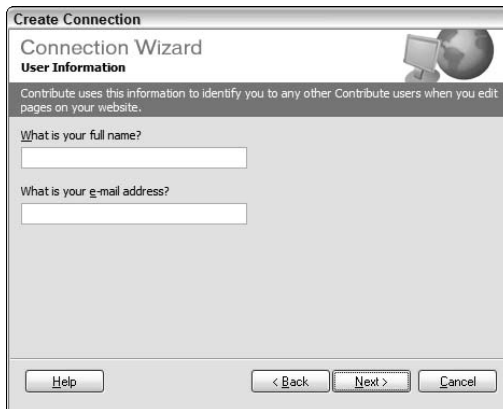 Create Connection
Connection Wizard
User Information
Contribute uses this information to identify you to any other Contribute users when you edit
pages on your website.
What is your full name?
What is your e-mail address?
Help
< Back
Next >
Cancel